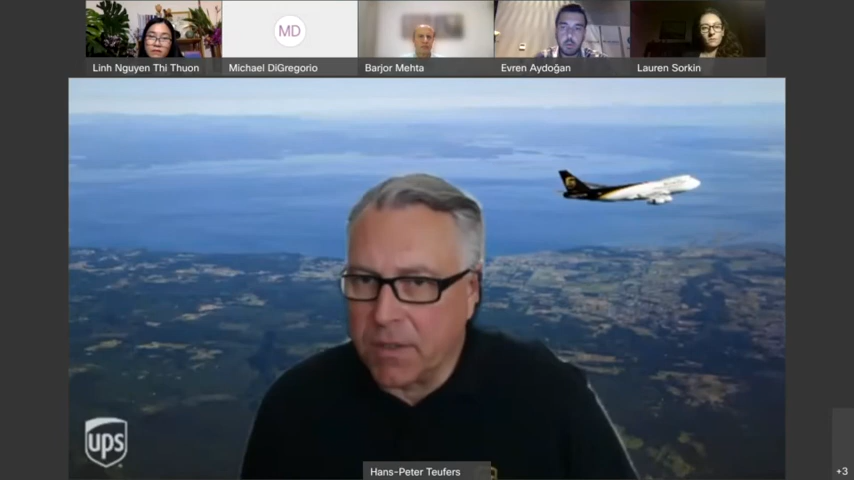 MD
Linh Nguyen Thi Thuon
Michael DiGregorio
Barjor Mehta
Evren Aydoğan
Lauren Sorkin
ups
Hans-Peter Teufers
+3